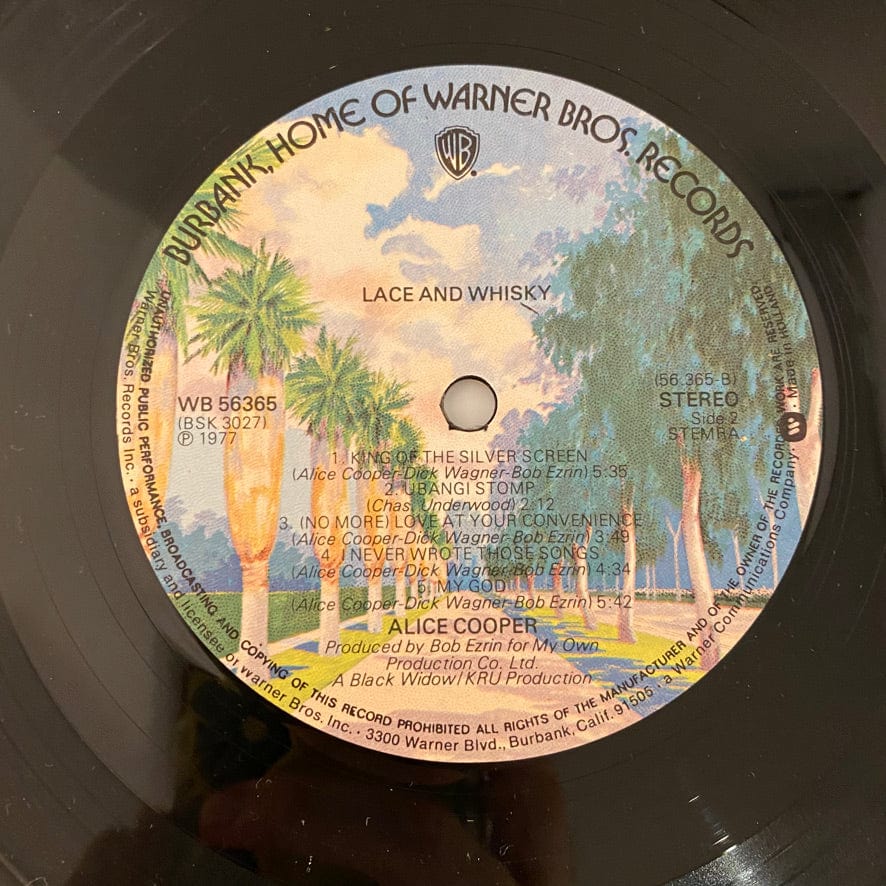 BURBANK, HOME OF WARNER BROS. RECORDS
WB
LACE AND WHISKY
WB 56365
(BSK 3027)
℗ 1977
(56.365-B)
STEREO
Side 2
STEMRA
1. KING OF THE SILVER SCREEN
(Alice Cooper-Dick Wagner-Bob Ezrin) 5:35
2. UBANGI STOMP
(Chas. Underwood) 2:12
3. (NO MORE) LOVE AT YOUR CONVENIENCE
(Alice Cooper-Dick Wagner-Bob Ezrin) 3:49
4. I NEVER WROTE THOSE SONGS
(Alice Cooper-Dick Wagner-Bob Ezrin) 4:34
5. MY GOD
(Alice Cooper-Dick Wagner-Bob Ezrin) 5:42
ALICE COOPER
Produced by Bob Ezrin for My Own
Production Co. Ltd.
A Black Widow/KRU Production
UNAUTHORIZED PUBLIC PERFORMANCE, BROADCASTING AND COPYING OF THIS RECORD PROHIBITED ALL RIGHTS OF THE MANUFACTURER AND OF THE OWNER OF THE RECORDED WORK ARE RESERVED
Warner Bros. Records Inc. · a subsidiary and licensee of Warner Bros. Inc. · 3300 Warner Blvd., Burbank, Calif. 91505 · a Warner Communications Company · Made in Holland